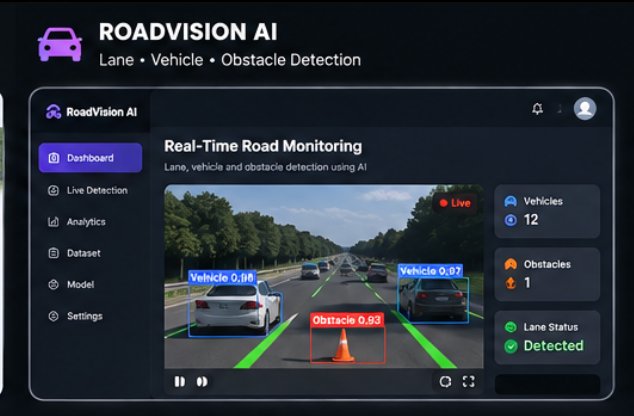 ROADVISION AI
Lane • Vehicle • Obstacle Detection
RoadVision AI
Dashboard
Live Detection
Analytics
Dataset
Model
Settings
Real-Time Road Monitoring
Lane, vehicle and obstacle detection using AI
Live
Vehicle 0,98
Vehicle 0,97
Obstacle 0,93
Vehicles
12
Obstacles
1
Lane Status
Detected